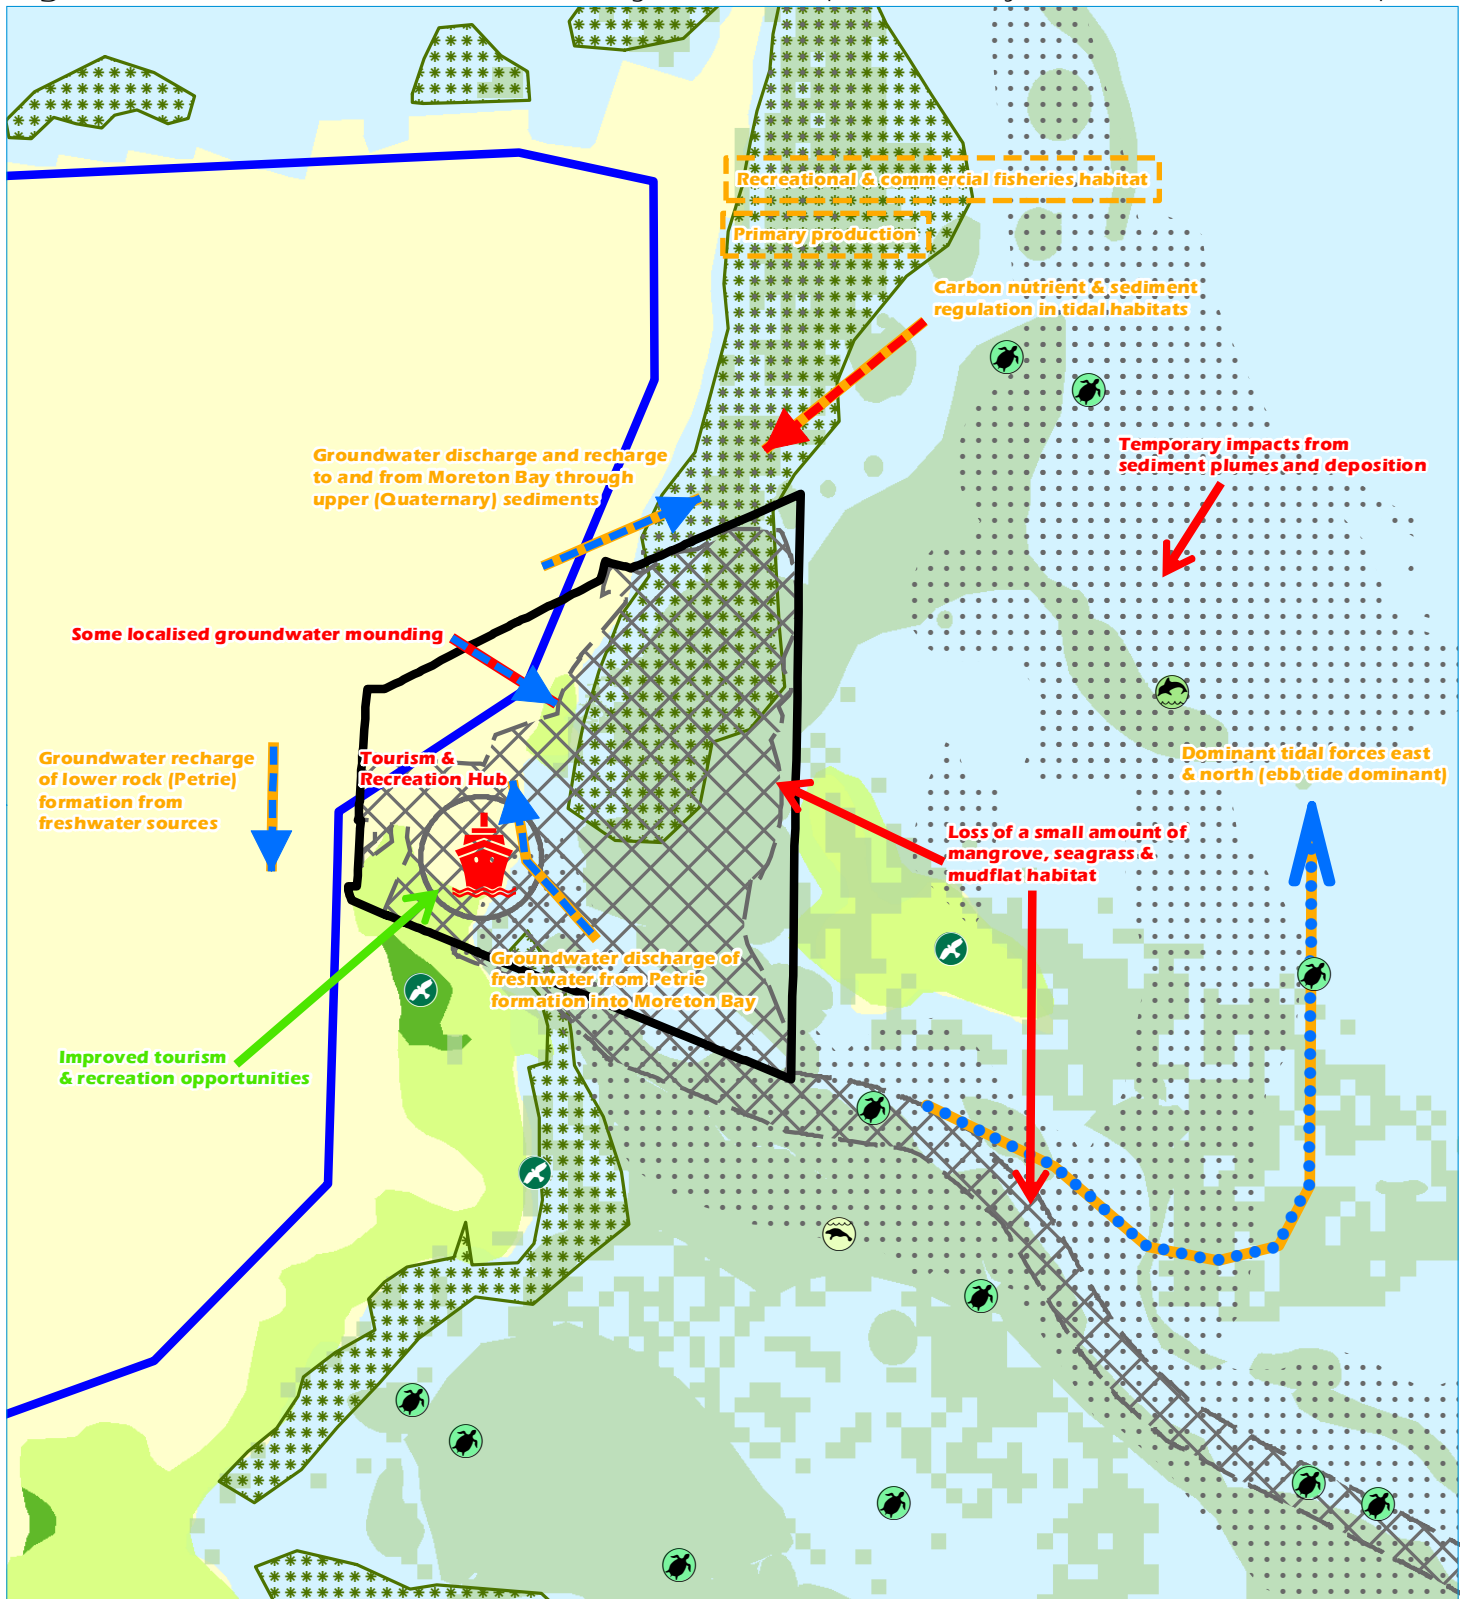 Recreational & commercial fisheries habitat
Primary production
Carbon nutrient & sediment
regulation in tidal habitats
Temporary impacts from
sediment plumes and deposition
Groundwater discharge and recharge
to and from Moreton Bay through
upper (Quaternary) sediments
Some localised groundwater mounding
Groundwater recharge
of lower rock (Petrie)
formation from
freshwater sources
Tourism &
Recreation Hub
Dominant tidal forces east
& north (ebb tide dominant)
Loss of a small amount of
mangrove, seagrass &
mudflat habitat
Groundwater discharge of
freshwater from Petrie
formation into Moreton Bay
Improved tourism
& recreation opportunities